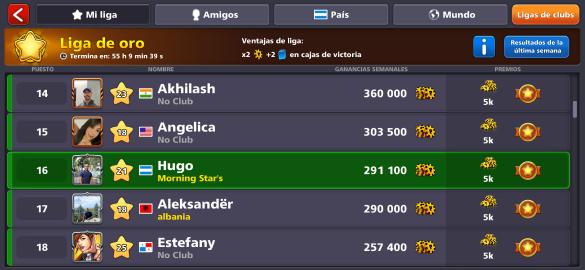 Mi liga
Amigos
País
Mundo
Ligas de clubs
Liga de oro
Termina en: 55 h 9 min 39 s
Ventajas de liga:
x2 +2 en cajas de victoria
Resultados de la última semana
PUESTO NOMBRE GANANCIAS SEMANALES PREMIOS
14 23 Akhilash 360 000 5k
No Club
15 18 Angelica 303 500 5k
No Club
16 21 Hugo 291 100 5k
Morning Star's
17 18 Aleksandër 290 000 5k
albania
18 25 Estefany 257 400 5k
No Club